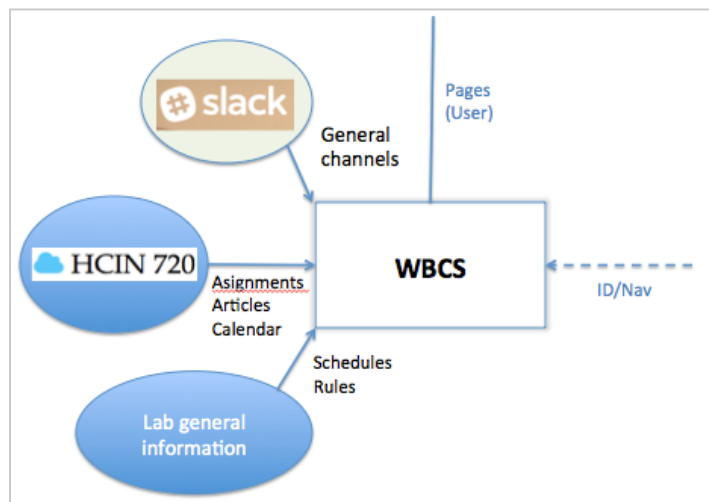 slack
Pages
(User)
General
channels
HCIN 720
WBCS
Asignments
Articles
Calendar
ID/Nav
Schedules
Rules
Lab general
information